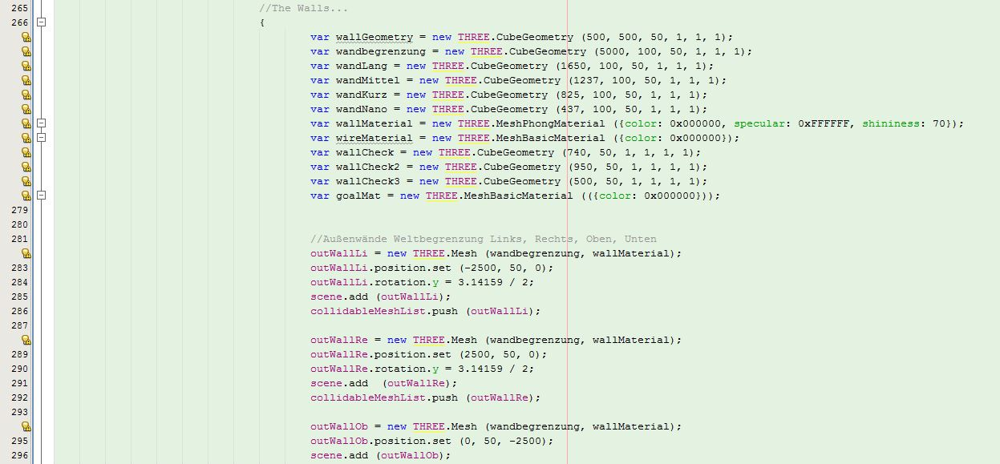 265 //The Walls...
266 {
var wallGeometry = new THREE.CubeGeometry (500, 500, 50, 1, 1, 1);
var wandbegrenzung = new THREE.CubeGeometry (5000, 100, 50, 1, 1, 1);
var wandLang = new THREE.CubeGeometry (1650, 100, 50, 1, 1, 1);
var wandMittel = new THREE.CubeGeometry (1237, 100, 50, 1, 1, 1);
var wandKurz = new THREE.CubeGeometry (825, 100, 50, 1, 1, 1);
var wandNano = new THREE.CubeGeometry (437, 100, 50, 1, 1, 1);
var wallMaterial = new THREE.MeshPhongMaterial ({color: 0x000000, specular: 0xFFFFFF, shininess: 70});
var wireMaterial = new THREE.MeshBasicMaterial ({color: 0x000000});
var wallCheck = new THREE.CubeGeometry (740, 50, 1, 1, 1, 1);
var wallCheck2 = new THREE.CubeGeometry (950, 50, 1, 1, 1, 1);
var wallCheck3 = new THREE.CubeGeometry (500, 50, 1, 1, 1, 1);
var goalMat = new THREE.MeshBasicMaterial (({color: 0x000000}));
279
280
281 //Außenwände Weltbegrenzung Links, Rechts, Oben, Unten
outWallLi = new THREE.Mesh (wandbegrenzung, wallMaterial);
283 outWallLi.position.set (-2500, 50, 0);
284 outWallLi.rotation.y = 3.14159 / 2;
285 scene.add (outWallLi);
286 collidableMeshList.push (outWallLi);
287
outWallRe = new THREE.Mesh (wandbegrenzung, wallMaterial);
289 outWallRe.position.set (2500, 50, 0);
290 outWallRe.rotation.y = 3.14159 / 2;
291 scene.add  (outWallRe);
292 collidableMeshList.push (outWallRe);
293
outWallOb = new THREE.Mesh (wandbegrenzung, wallMaterial);
295 outWallOb.position.set (0, 50, -2500);
296 scene.add (outWallOb);